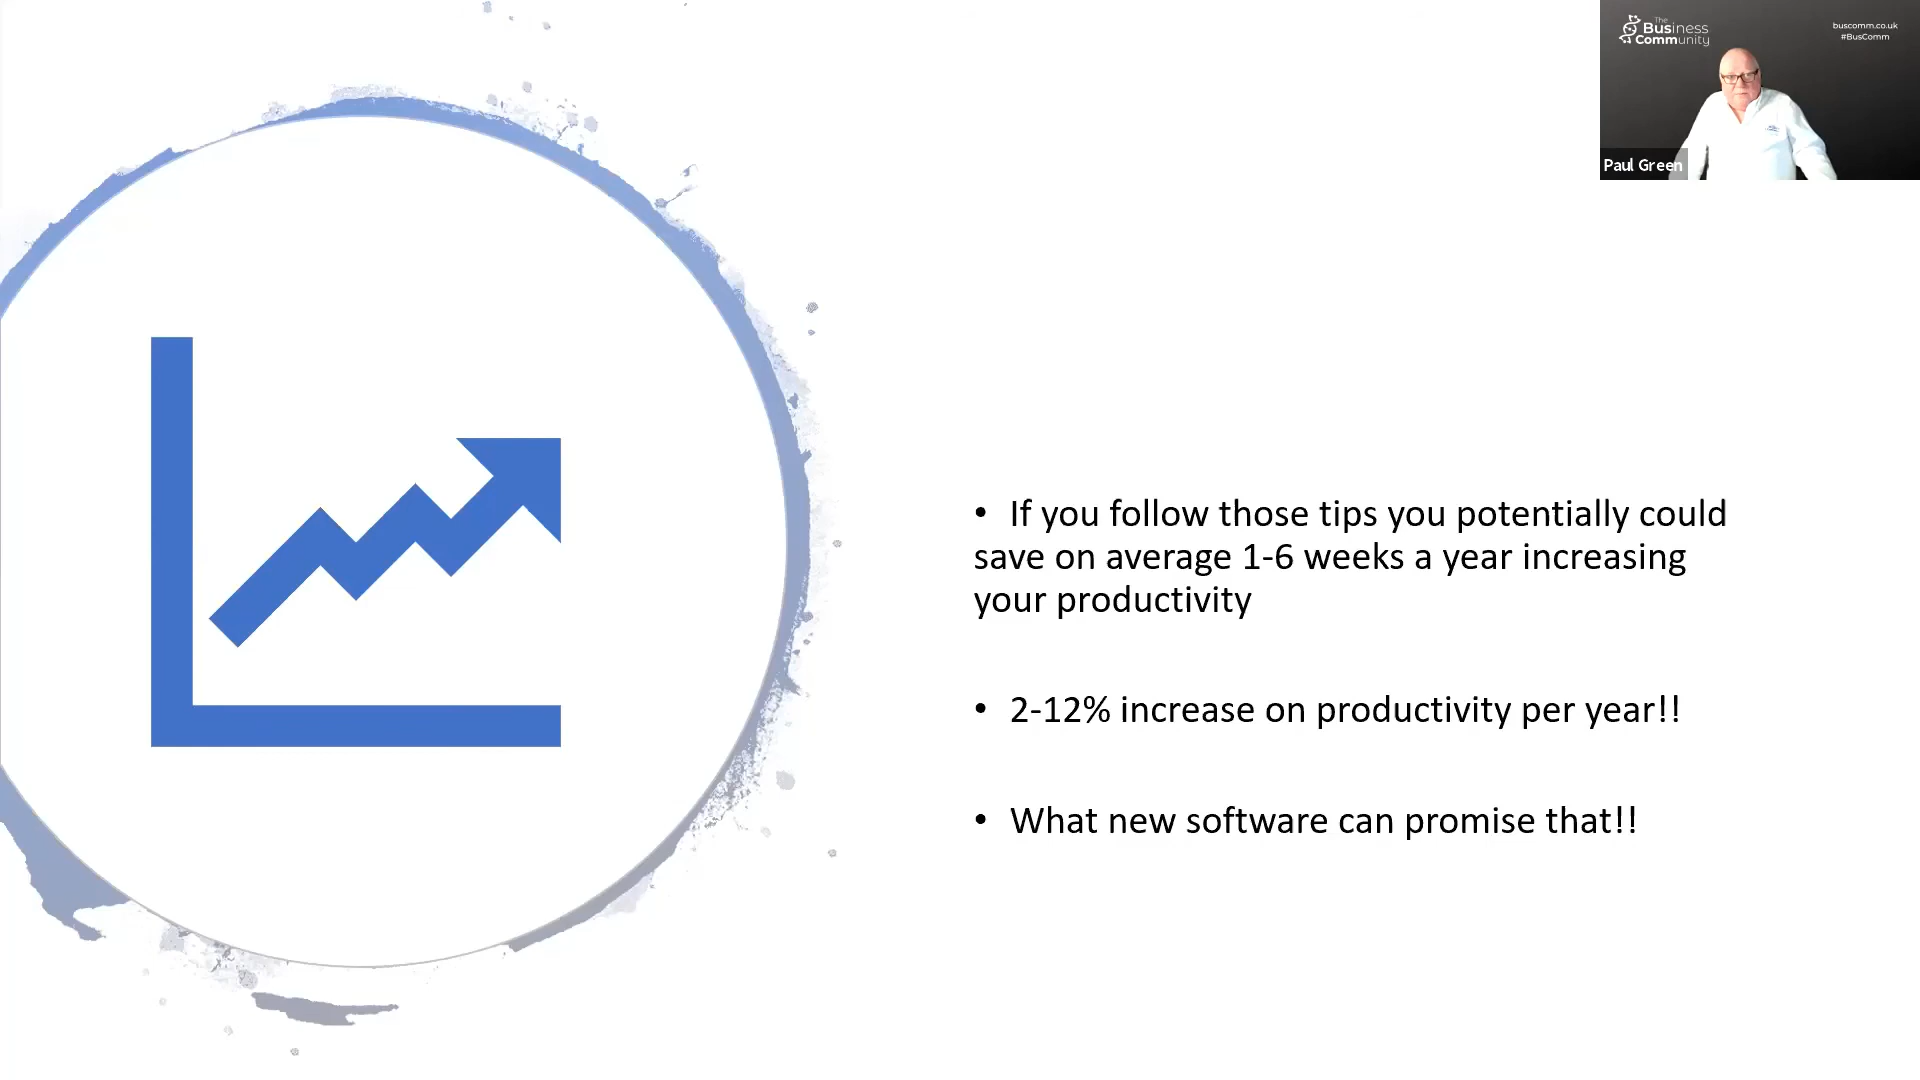 The
Business
Community
buscomm.co.uk
#BusComm
Paul Green
• If you follow those tips you potentially could
save on average 1-6 weeks a year increasing
your productivity
• 2-12% increase on productivity per year!!
• What new software can promise that!!